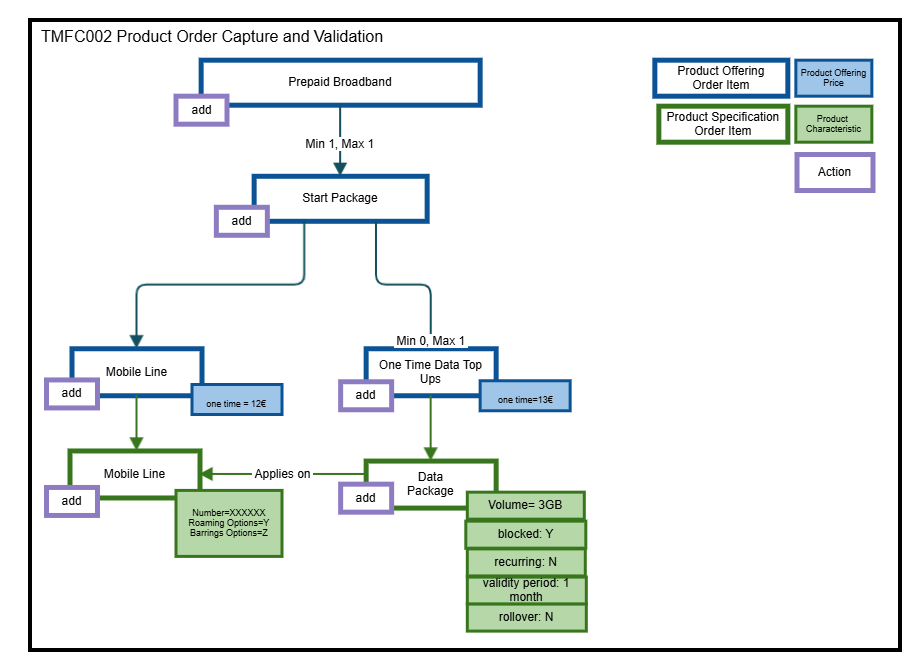 TMFC002 Product Order Capture and Validation
Prepaid Broadband
add
Min 1, Max 1
Start Package
add
Product Offering
Order Item
Product Offering
Price
Product Specification
Order Item
Product
Characteristic
Action
Mobile Line
add
one time = 12€
Min 0, Max 1
One Time Data Top
Ups
add
one time=13€
Mobile Line
add
Number=XXXXXX
Roaming Options=Y
Barrings Options=Z
Applies on
Data
Package
add
Volume= 3GB
blocked: Y
recurring: N
validity period: 1
month
rollover: N